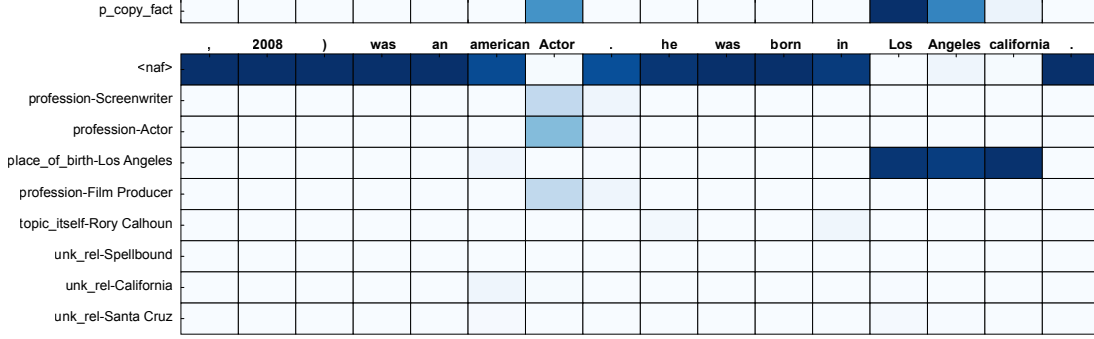 p_copy_fact
, 2008 ) was an american Actor . he was born in Los Angeles california .
<naf>
profession-Screenwriter
profession-Actor
place_of_birth-Los Angeles
profession-Film Producer
topic_itself-Rory Calhoun
unk_rel-Spellbound
unk_rel-California
unk_rel-Santa Cruz